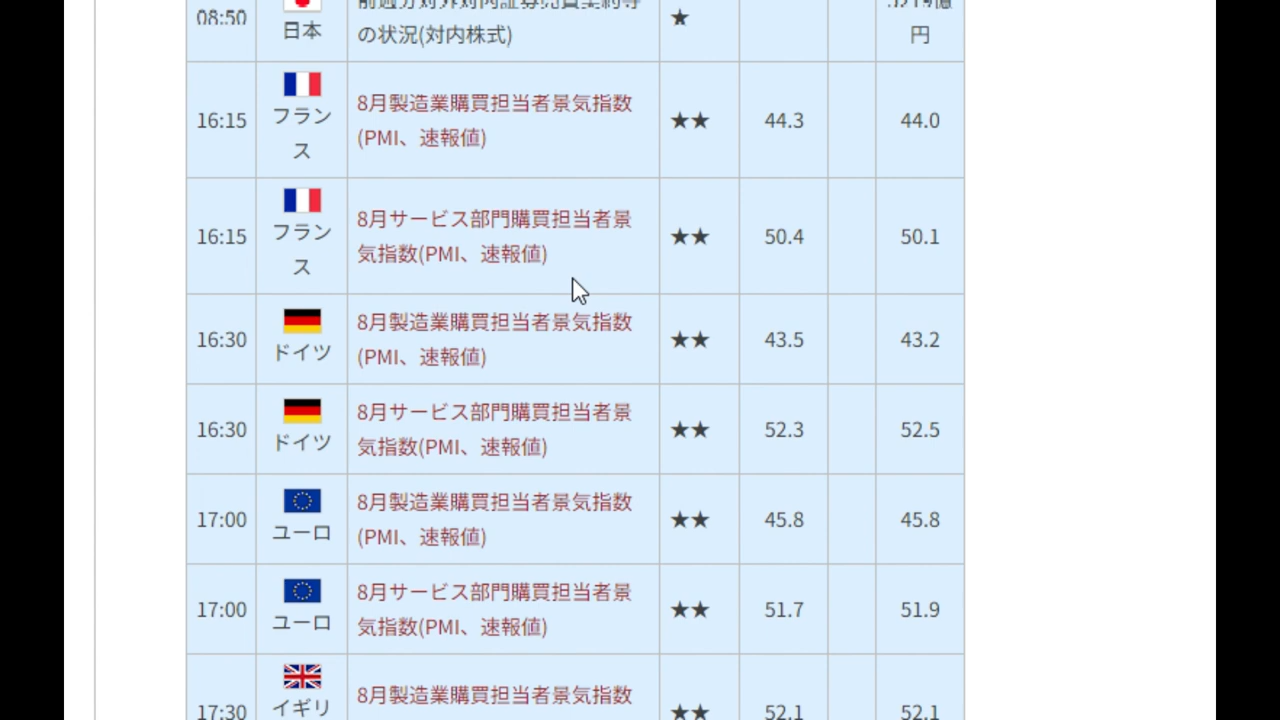 08:50
日本
の状況(対内株式)
★
円
16:15
フラン
ス
8月製造業購買担当者景気指数
(PMI、速報値)
★★
44.3
44.0
16:15
フラン
ス
8月サービス部門購買担当者景
気指数(PMI、速報値)
★★
50.4
50.1
16:30
ドイツ
8月製造業購買担当者景気指数
(PMI、速報値)
★★
43.5
43.2
16:30
ドイツ
8月サービス部門購買担当者景
気指数(PMI、速報値)
★★
52.3
52.5
17:00
ユーロ
8月製造業購買担当者景気指数
(PMI、速報値)
★★
45.8
45.8
17:00
ユーロ
8月サービス部門購買担当者景
気指数(PMI、速報値)
★★
51.7
51.9
17:30
イギリ
8月製造業購買担当者景気指数
★★
52.1
52.1